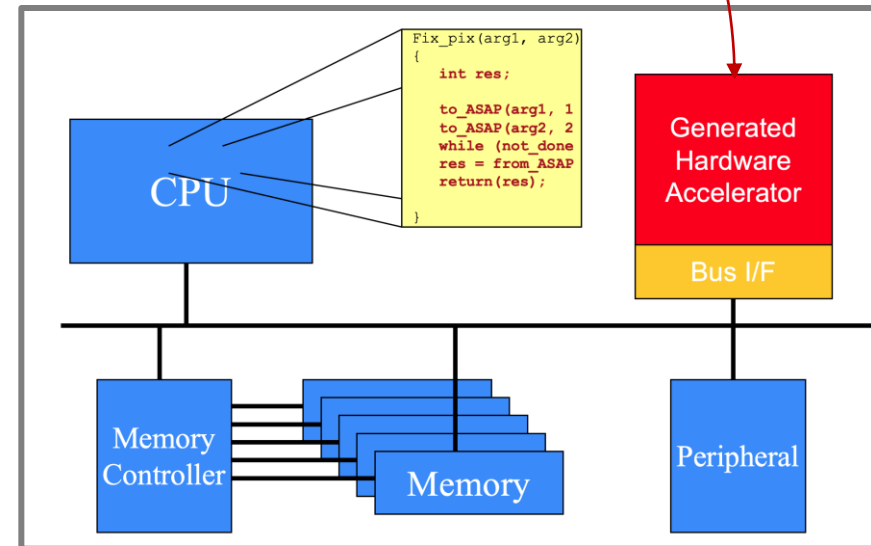 Fix_pix(arg1, arg2)
{
int res;
to_ASAP(arg1, 1
to_ASAP(arg2, 2
while (not_done
res = from_ASAP
return(res);
}
CPU
Generated
Hardware
Accelerator
Bus I/F
Memory
Controller
Memory
Peripheral